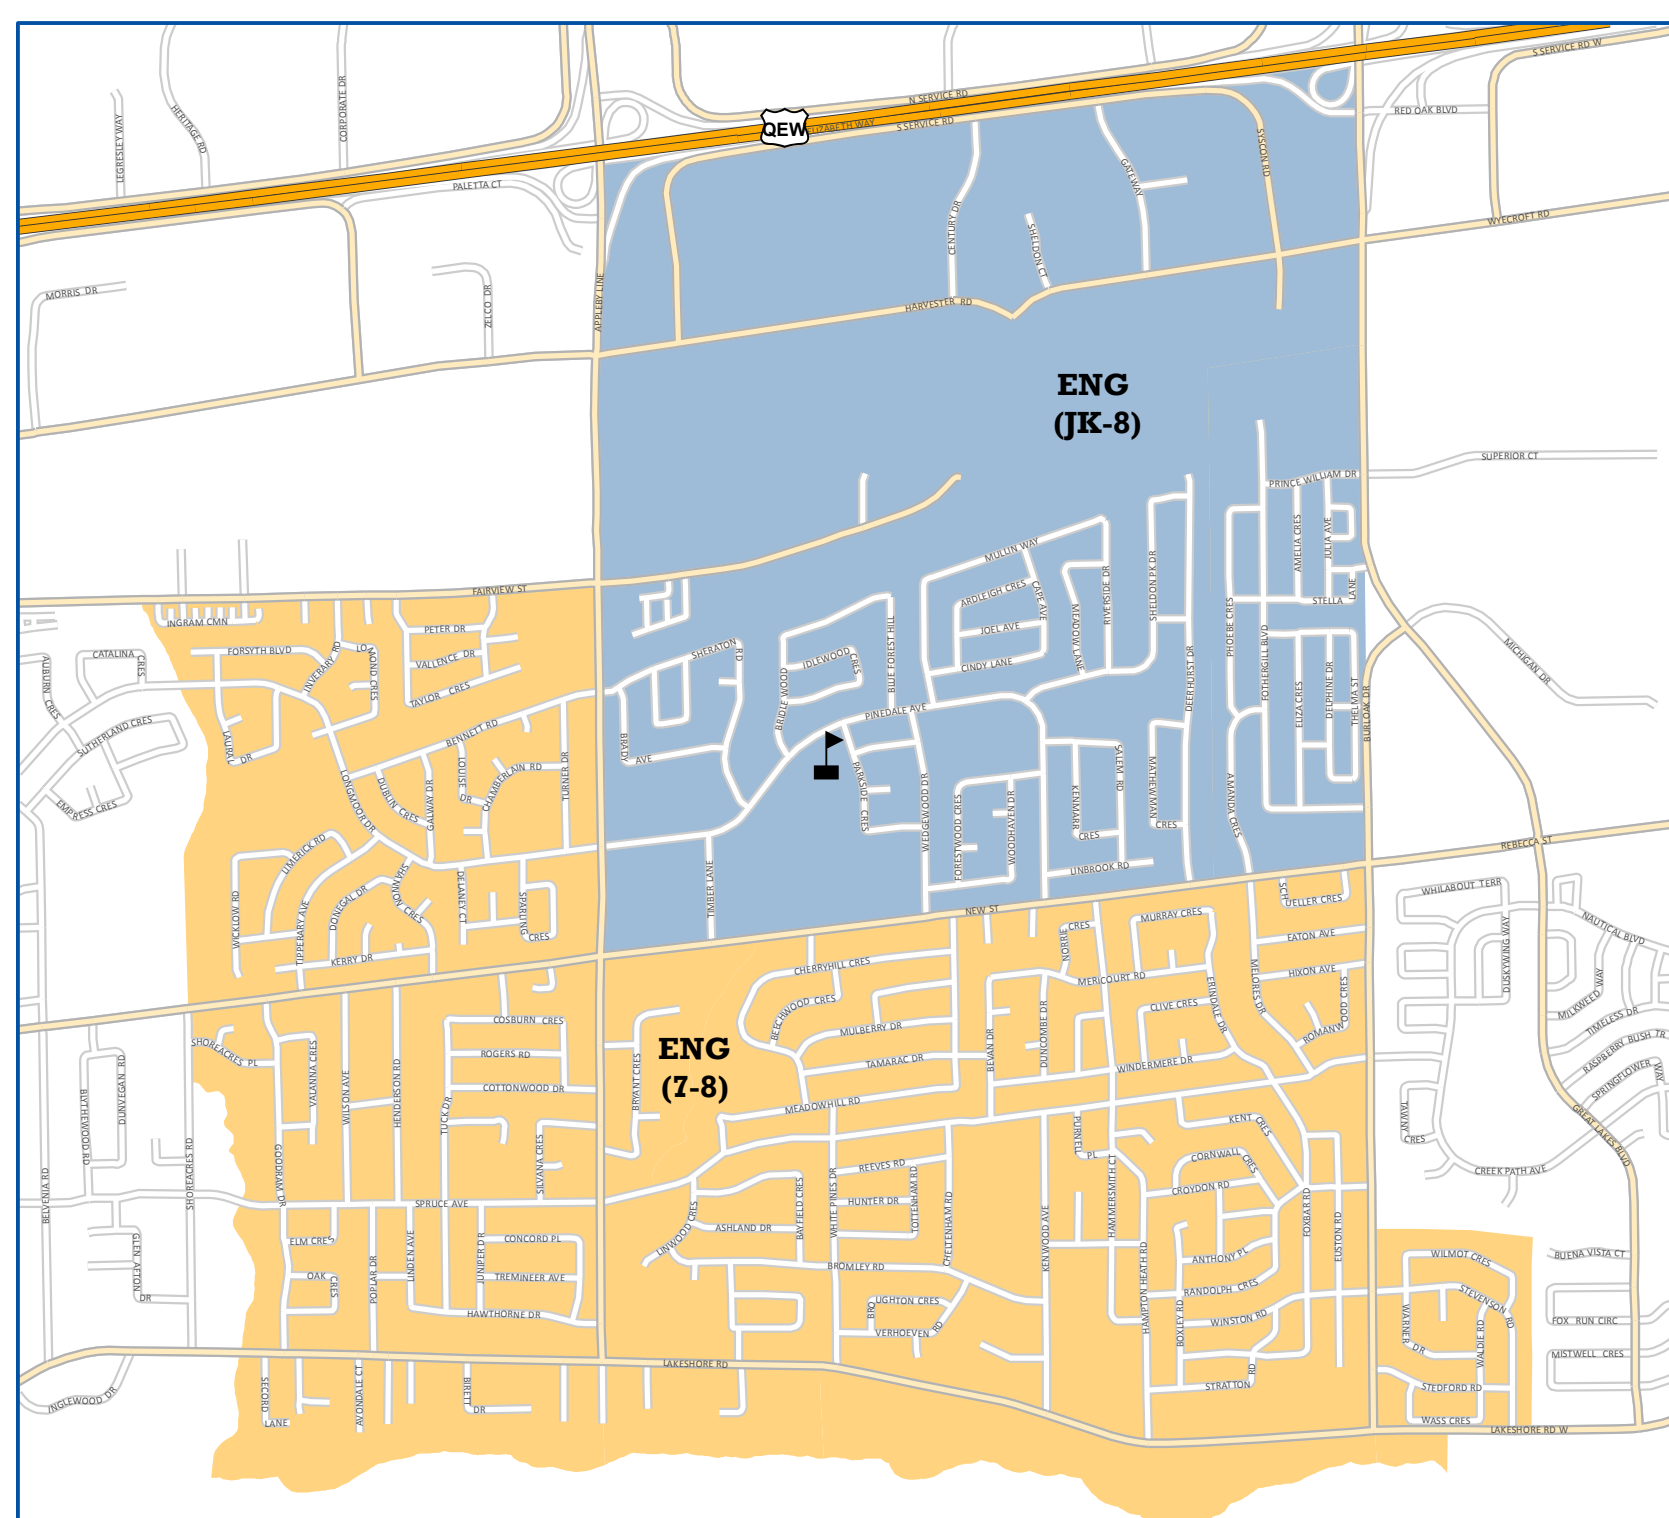 S SERVICE RD W
N SERVICE RD
QEW
ELIZABETH WAY
S SERVICE RD
RED OAK BLVD
LEGRESLEY WAY
HERITAGE RD
CORPORATE DR
PALETTA CT
SYSCON RD
GATEWAY
CENTURY DR
SHELDON CT
WYECROFT RD
MORRIS DR
ZELCO DR
APPLEBY LINE
HARVESTER RD
ENG
(JK-8)
SUPERIOR CT
PRINCE WILLIAM DR
AMELIA CRES
JULIA AVE
STELLA
LANE
MULLIN WAY
ARDLEIGH CRES
CAPE AVE
JOEL AVE
CINDY LANE
MEADOW LANE
RIVERSIDE DR
SHELDON PK DR
DEERHURST DR
PHOEBE CRES
FOTHERGILL BLVD
ELIZA CRES
DELPHINE DR
THELMA ST
BURLOAK DR
MICHIGAN DR
FAIRVIEW ST
INGRAM CMN
FORSYTH BLVD
INVERARY RD
LO
MOND CRES
PETER DR
VALLENCE DR
TAYLOR CRES
CATALINA
CRES
AUBURN
CRES
SUTHERLAND CRES
EMPRESS CRES
LAURAL
DR
BENNETT RD
LONGMOOR DR
DUBLIN CRES
GALWAY DR
LOUISE
DR
CHAMBERLAIN RD
TURNER DR
SHERATON
RD
BRADY
AVE
BRIDLE WOOD
IDLEWOOD
CRES
BLUE FOREST HILL
PINEDALE AVE
PARKSIDE CRES
WEDGEWOOD DR
FORESTWOOD CRES
WOODHAVEN DR
KENMARR
CRES
SALEM RD
MATHEWMAN
CRES
AMANDA CRES
LINBROOK RD
TIMBER LANE
NEW ST
REBECCA ST
LIMERICK RD
WICKLOW RD
TIPPERARY AVE
DONEGAL DR
SHANNON CRES
KERRY DR
DELANEY CT
SPARLING
CRES
WHILABOUT TERR
NAUTICAL BLVD
DUSKYWING WAY
MILKWEED WAY
TIMELESS DR
RASPBERRY BUSH TR
SPRINGFLOWER
WAY
SCH
UELLER CRES
EATON AVE
HIXON AVE
MELORES DR
ROMANW
OOD CRES
MURRAY CRES
NORRIE
CRES
MERICOURT RD
CLIVE CRES
ERINDALE DR
WINDERMERE DR
CHERRYHILL CRES
BEECHWOOD CRES
MULBERRY DR
TAMARAC DR
BEVAN DR
DUNCOMBE DR
MEADOWHILL RD
ENG
(7-8)
BRYANT CRES
COSBURN CRES
ROGERS RD
COTTONWOOD DR
TUCK DR
SHOREACRES PL
VALANNA CRES
WILSON AVE
HENDERSON RD
SILVANA CRES
BLYTHEWOOD RD
DUNVEGAN RD
SHOREACRES RD
BELVENIA RD
GLEN AFTON
DR
GOODRAM DR
SPRUCE AVE
ELM CRES
OAK
CRES
POPLAR DR
LINDEN AVE
JUNIPER DR
CONCORD PL
TREMINEER AVE
HAWTHORNE DR
LINWOOD CRES
ASHLAND DR
BAYFIELD CRES
WHITE PINES DR
REEVES RD
HUNTER DR
TOTTENHAM RD
CHELTENHAM RD
BROMLEY RD
BRO
UGHTON CRES
VERHOEVEN
RD
PURNELL
PL
HAMMERSMITH CT
KENWOOD AVE
HAMPTON HEATH RD
KENT
CRES
CORNWALL
CRES
CROYDON RD
ANTHONY PL
RANDOLPH CRES
BOXLEY RD
WINSTON RD
STRATTON
RD
FOXBAR RD
EUSTON RD
TAWNY
CRES
CREEK PATH AVE
GREAT LAKES BLVD
WILMOT CRES
STEVENSON
RD
WARNER
DR
WALDIE RD
STEDFORD RD
WASS CRES
BUENA VISTA CT
FOX RUN CIRC
MISTWELL CRES
LAKESHORE RD
LAKESHORE RD W
INGLEWOOD DR
SECORD
LANE
AVONDALE CT
BIRETT
DR